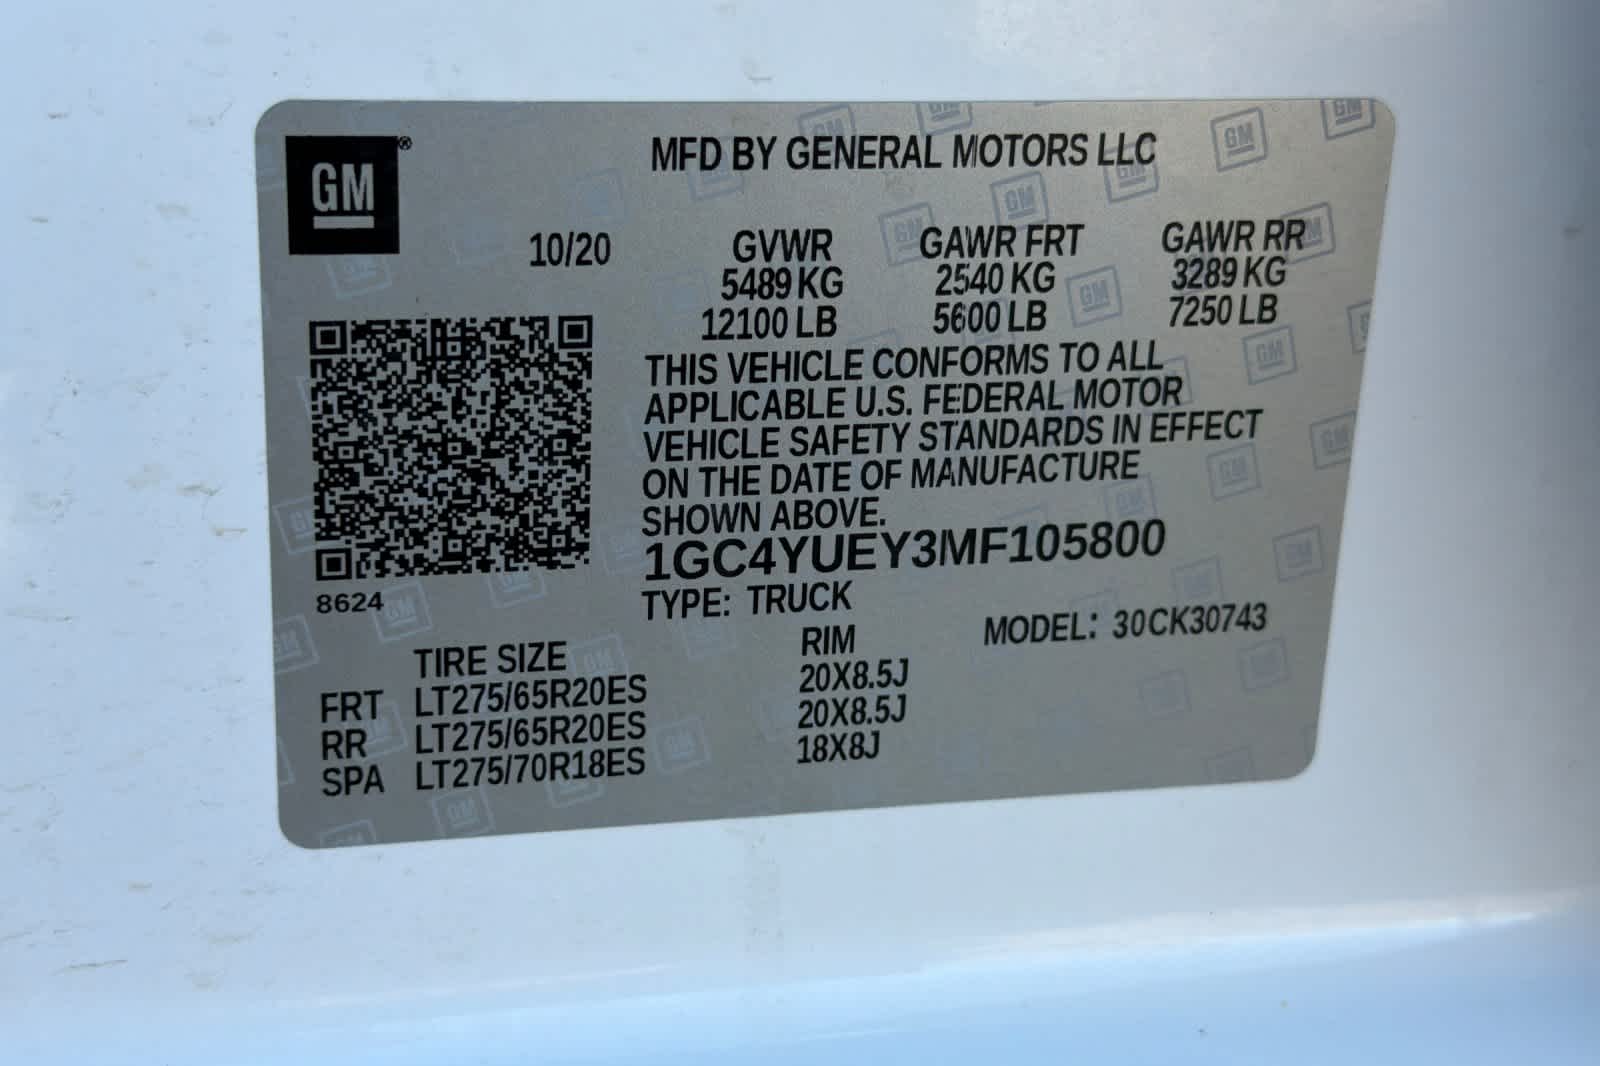 GM®
MFD BY GENERAL MOTORS LLC
10/20 GVWR GAWR FRT GAWR RR
5489 KG 2540 KG 3289 KG
12100 LB 5600 LB 7250 LB
THIS VEHICLE CONFORMS TO ALL
APPLICABLE U.S. FEDERAL MOTOR
VEHICLE SAFETY STANDARDS IN EFFECT
ON THE DATE OF MANUFACTURE
SHOWN ABOVE.
1GC4YUEY3MF105800
8624
TYPE: TRUCK
MODEL: 30CK30743
TIRE SIZE RIM
FRT LT275/65R20ES 20X8.5J
RR LT275/65R20ES 20X8.5J
SPA LT275/70R18ES 18X8J